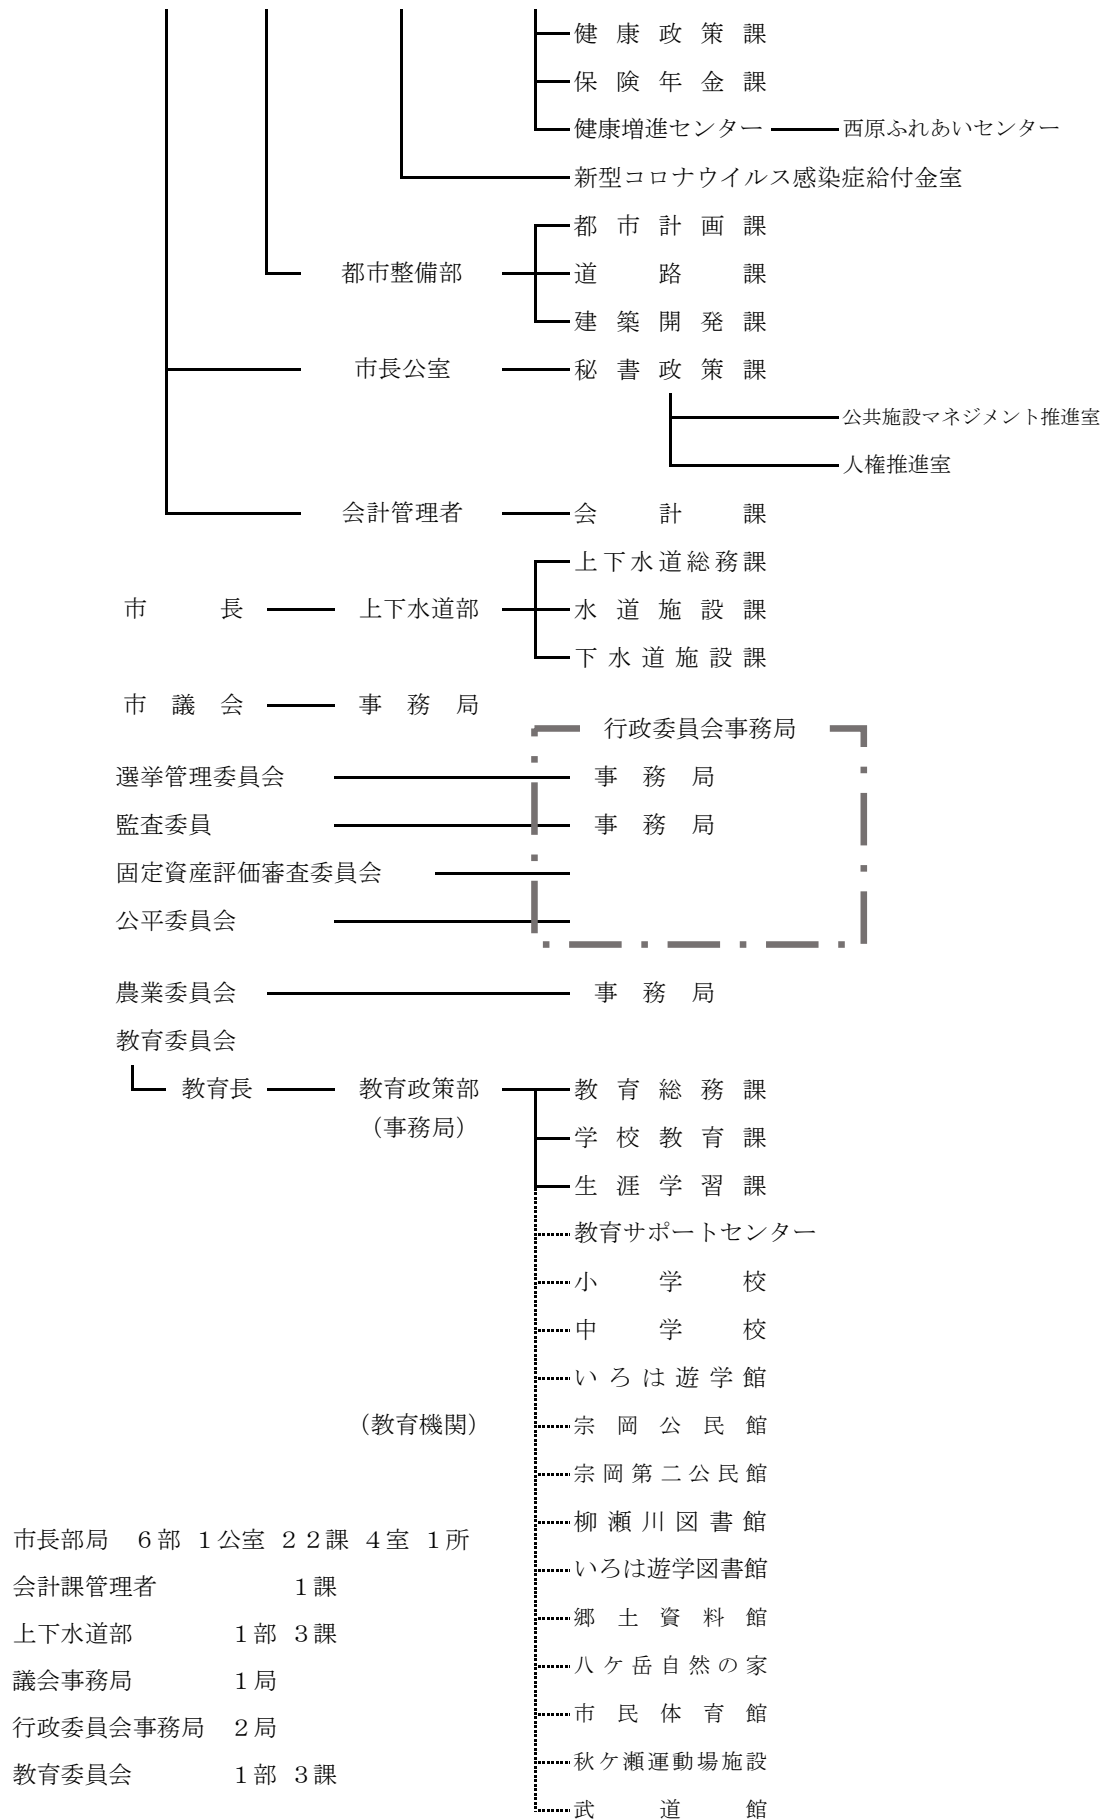 健康政策課
保険年金課
健康増進センター 西原ふれあいセンター
新型コロナウイルス感染症給付金室
都市計画課
都市整備部 道路課
建築開発課
市長公室 秘書政策課
公共施設マネジメント推進室
人権推進室
会計管理者 会計課
上下水道総務課
市長 上下水道部 水道施設課
下水道施設課
市議会 事務局
行政委員会事務局
選挙管理委員会 事務局
監査委員 事務局
固定資産評価審査委員会
公平委員会
農業委員会 事務局
教育委員会
教育長 教育政策部 教育総務課
(事務局) 学校教育課
生涯学習課
教育サポートセンター
小学校
中学校
いろは遊学館
(教育機関) 宗岡公民館
宗岡第二公民館
柳瀬川図書館
いろは遊学図書館
郷土資料館
八ケ岳自然の家
市民体育館
秋ケ瀬運動場施設
武道館
市長部局 6部 1公室 22課 4室 1所
会計課管理者 1課
上下水道部 1部 3課
議会事務局 1局
行政委員会事務局 2局
教育委員会 1部 3課